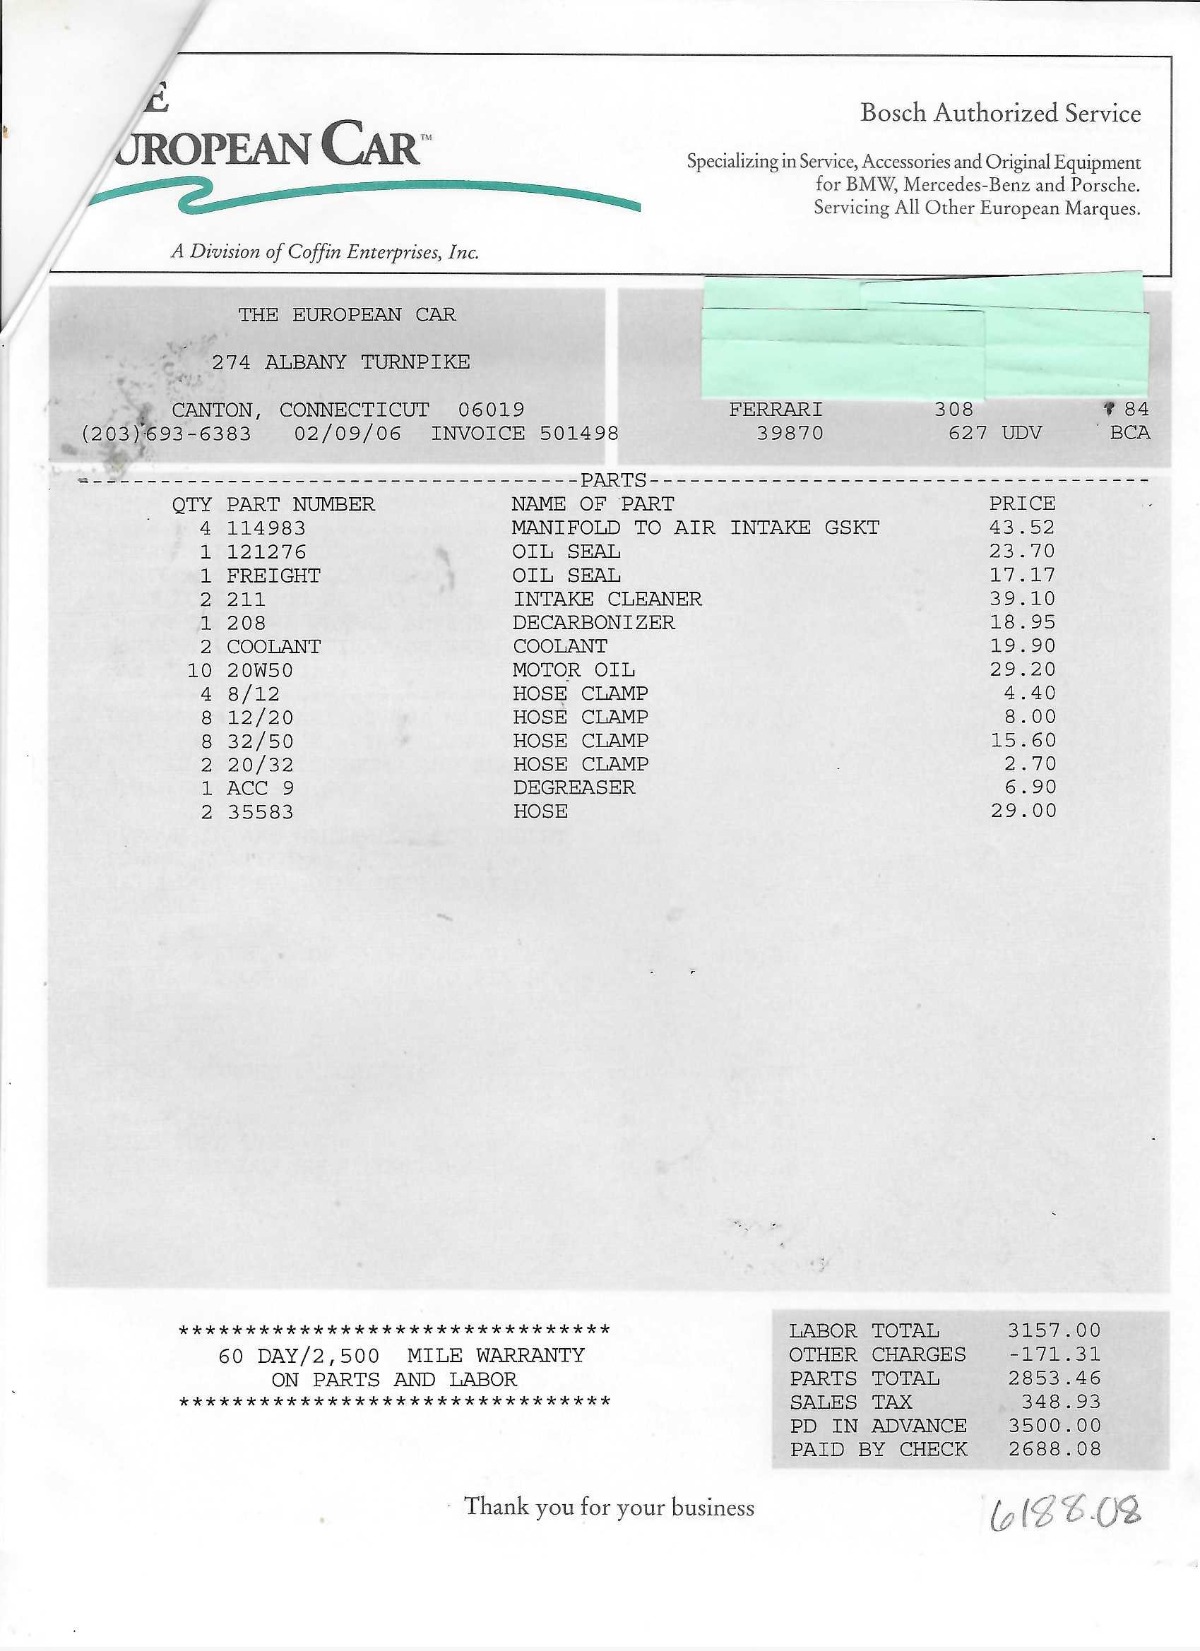 E
UROPEAN CAR™
A Division of Coffin Enterprises, Inc.
Bosch Authorized Service
Specializing in Service, Accessories and Original Equipment
for BMW, Mercedes-Benz and Porsche.
Servicing All Other European Marques.
THE EUROPEAN CAR
274 ALBANY TURNPIKE
CANTON, CONNECTICUT 06019
(203)693-6383 02/09/06 INVOICE 501498
FERRARI 308 84
39870 627 UDV BCA
-------------------------------------PARTS-------------------------------------
QTY PART NUMBER NAME OF PART PRICE
4 114983 MANIFOLD TO AIR INTAKE GSKT 43.52
1 121276 OIL SEAL 23.70
1 FREIGHT OIL SEAL 17.17
2 211 INTAKE CLEANER 39.10
1 208 DECARBONIZER 18.95
2 COOLANT COOLANT 19.90
10 20W50 MOTOR OIL 29.20
4 8/12 HOSE CLAMP 4.40
8 12/20 HOSE CLAMP 8.00
8 32/50 HOSE CLAMP 15.60
2 20/32 HOSE CLAMP 2.70
1 ACC 9 DEGREASER 6.90
2 35583 HOSE 29.00
********************************
60 DAY/2,500 MILE WARRANTY
ON PARTS AND LABOR
********************************
LABOR TOTAL 3157.00
OTHER CHARGES -171.31
PARTS TOTAL 2853.46
SALES TAX 348.93
PD IN ADVANCE 3500.00
PAID BY CHECK 2688.08
Thank you for your business
6188.08